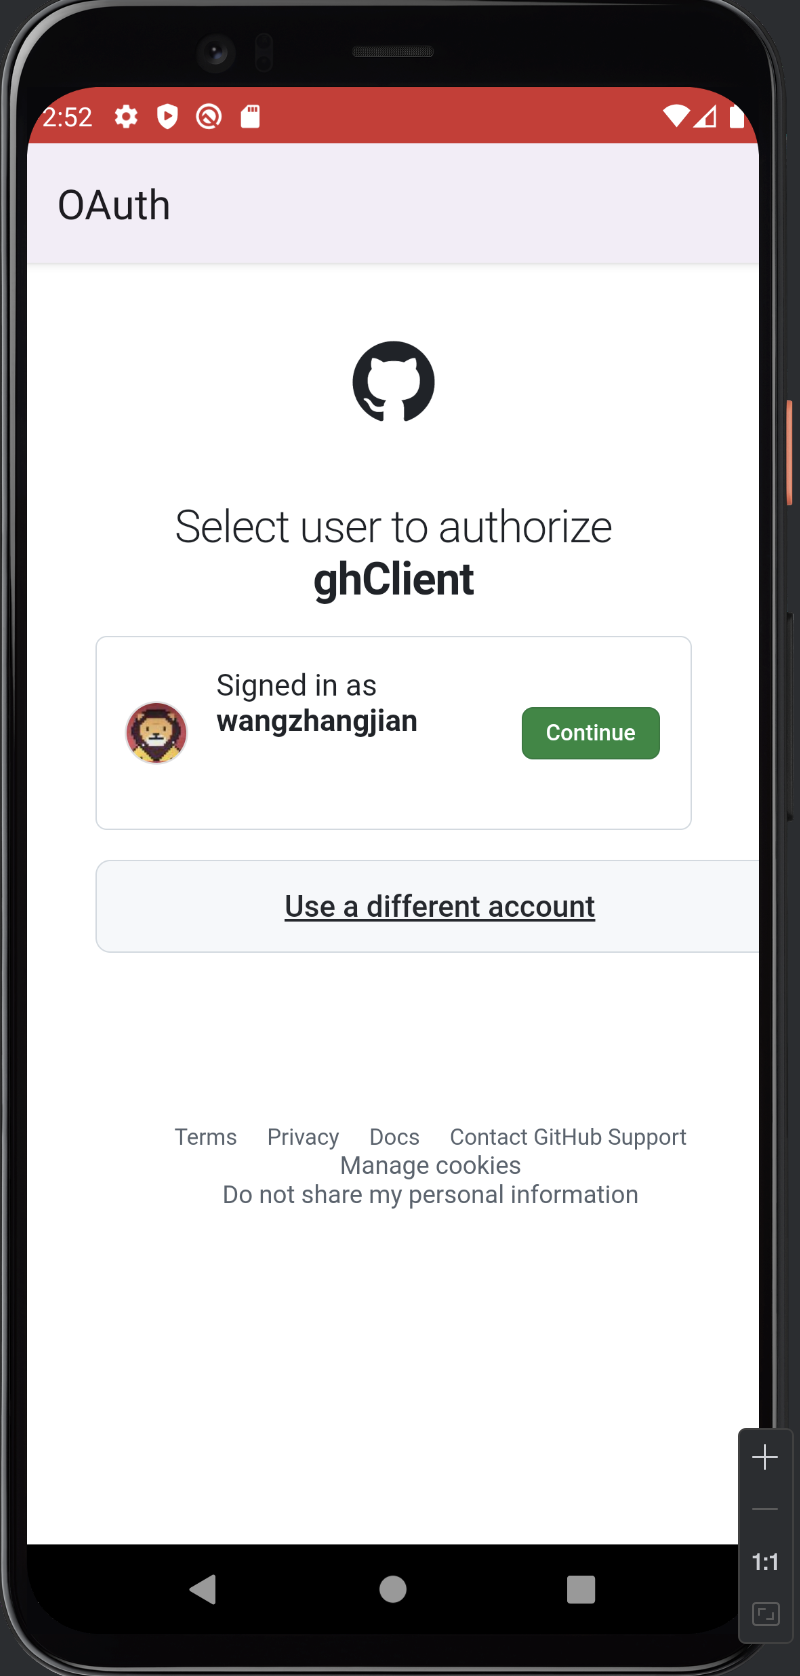 2:52
OAuth
Select user to authorize
ghClient
Signed in as
wangzhangjian
Continue
Use a different account
Terms Privacy Docs Contact GitHub Support
Manage cookies
Do not share my personal information
1:1